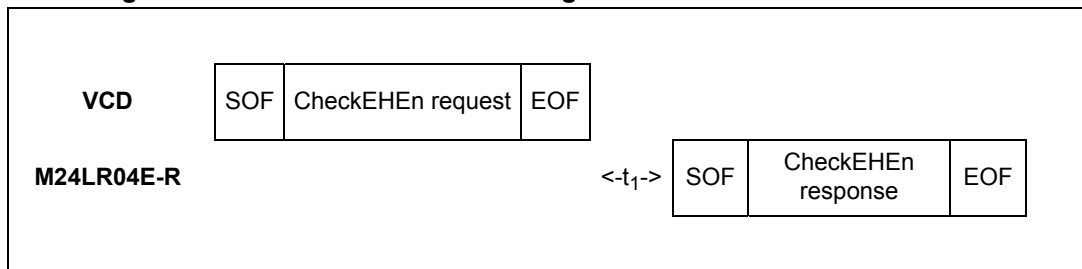 VCD SOF CheckEHEn request EOF
M24LR04E-R <-t1-> SOF CheckEHEn response EOF